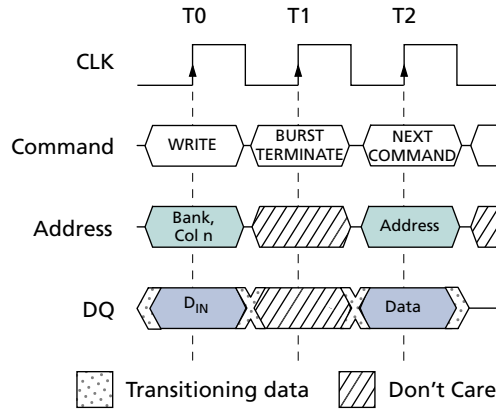 T0 T1 T2
CLK
Command WRITE BURST TERMINATE NEXT COMMAND
Address Bank, Col n Address
DQ DIN Data
Transitioning data Don't Care